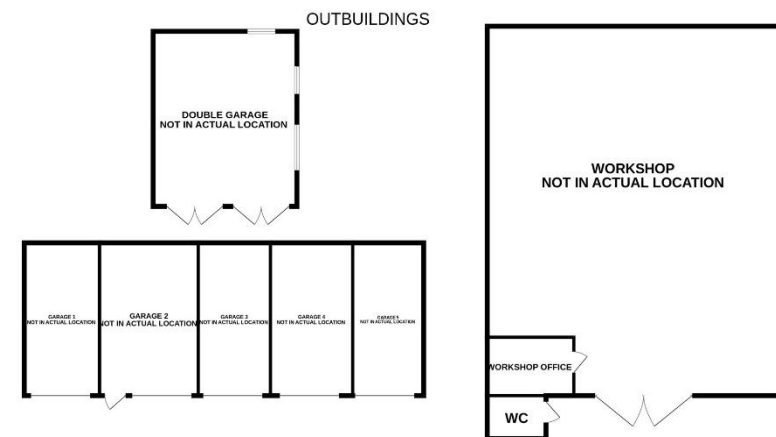 OUTBUILDINGS
DOUBLE GARAGE
NOT IN ACTUAL LOCATION
WORKSHOP
NOT IN ACTUAL LOCATION
GARAGE 1
NOT IN ACTUAL LOCATION
GARAGE 2
NOT IN ACTUAL LOCATION
GARAGE 3
NOT IN ACTUAL LOCATION
GARAGE 4
NOT IN ACTUAL LOCATION
GARAGE 5
NOT IN ACTUAL LOCATION
WORKSHOP OFFICE
WC